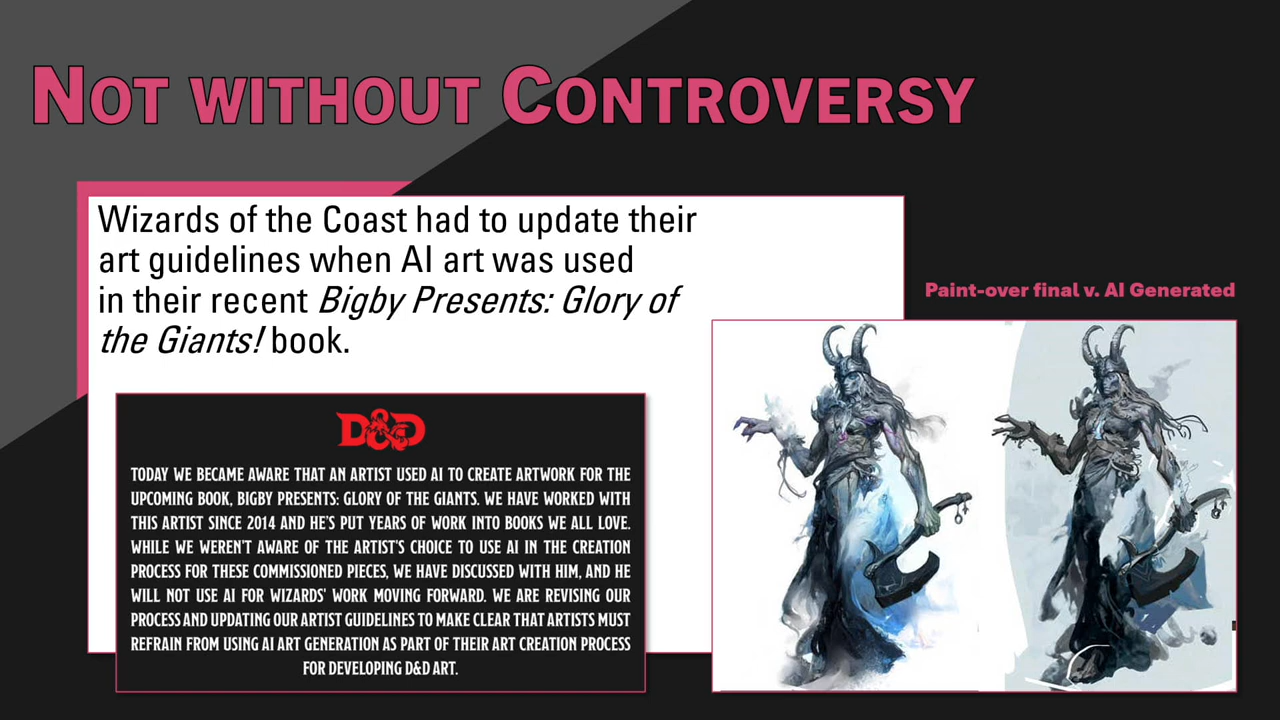 Not without Controversy
Wizards of the Coast had to update their
art guidelines when AI art was used
in their recent Bigby Presents: Glory of
the Giants! book.
Paint-over final v. AI Generated
D&D
TODAY WE BECAME AWARE THAT AN ARTIST USED AI TO CREATE ARTWORK FOR THE
UPCOMING BOOK, BIGBY PRESENTS: GLORY OF THE GIANTS. WE HAVE WORKED WITH
THIS ARTIST SINCE 2014 AND HE'S PUT YEARS OF WORK INTO BOOKS WE ALL LOVE.
WHILE WE WEREN'T AWARE OF THE ARTIST'S CHOICE TO USE AI IN THE CREATION
PROCESS FOR THESE COMMISSIONED PIECES, WE HAVE DISCUSSED WITH HIM, AND HE
WILL NOT USE AI FOR WIZARDS' WORK MOVING FORWARD. WE ARE REVISING OUR
PROCESS AND UPDATING OUR ARTIST GUIDELINES TO MAKE CLEAR THAT ARTISTS MUST
REFRAIN FROM USING AI ART GENERATION AS PART OF THEIR ART CREATION PROCESS
FOR DEVELOPING D&D ART.